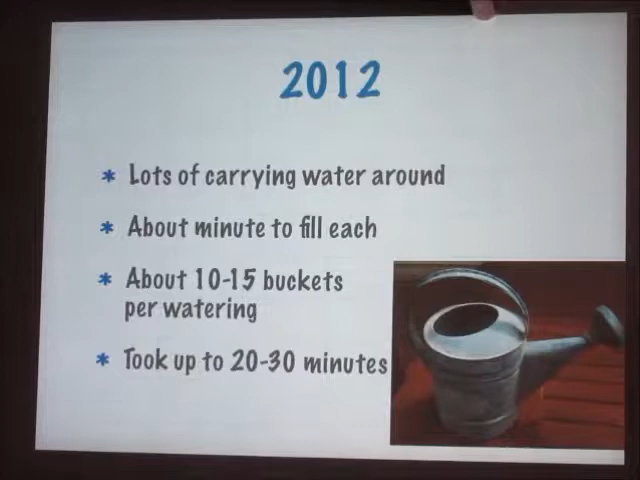 2012
* Lots of carrying water around
* About minute to fill each
* About 10-15 buckets
per watering
* Took up to 20-30 minutes